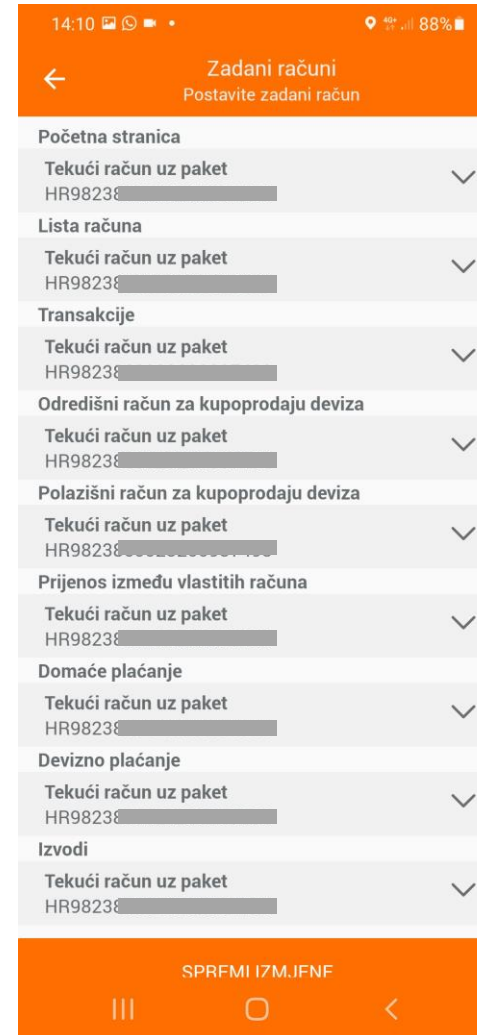 14:10
4G+ 88%
Zadani računi
Postavite zadani račun
Početna stranica
Tekući račun uz paket
HR98238
Lista računa
Tekući račun uz paket
HR98238
Transakcije
Tekući račun uz paket
HR98238
Odredišni račun za kupoprodaju deviza
Tekući račun uz paket
HR98238
Polazišni račun za kupoprodaju deviza
Tekući račun uz paket
HR98238
Prijenos između vlastitih računa
Tekući račun uz paket
HR98238
Domaće plaćanje
Tekući račun uz paket
HR98238
Devizno plaćanje
Tekući račun uz paket
HR98238
Izvodi
Tekući račun uz paket
HR98238
SPREMI IZMJENE